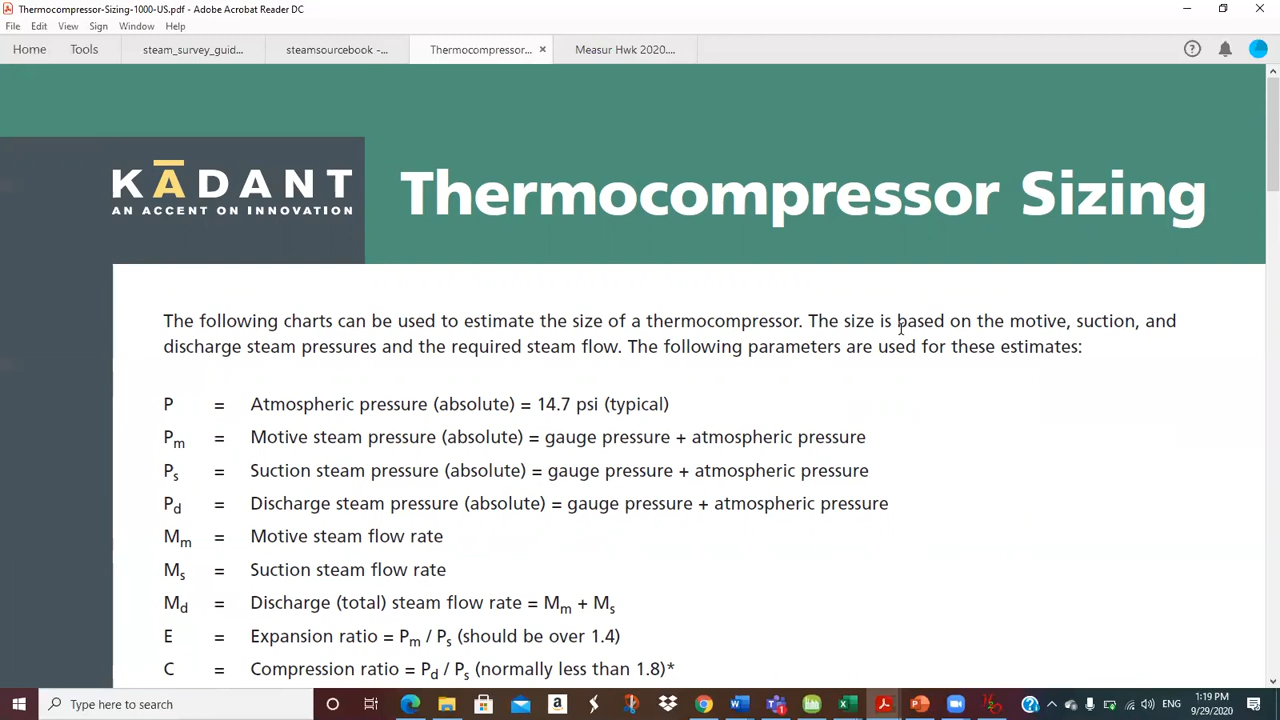 Thermocompressor-Sizing-1000-US.pdf - Adobe Acrobat Reader DC
File Edit View Sign Window Help
Home Tools steam_survey_guid... steamsourcebook -... Thermocompressor... × Measur Hwk 2020....
KĀDANT
AN ACCENT ON INNOVATION
Thermocompressor Sizing
The following charts can be used to estimate the size of a thermocompressor. The size is based on the motive, suction, and
discharge steam pressures and the required steam flow. The following parameters are used for these estimates:
P = Atmospheric pressure (absolute) = 14.7 psi (typical)
Pm = Motive steam pressure (absolute) = gauge pressure + atmospheric pressure
Ps = Suction steam pressure (absolute) = gauge pressure + atmospheric pressure
Pd = Discharge steam pressure (absolute) = gauge pressure + atmospheric pressure
Mm = Motive steam flow rate
Ms = Suction steam flow rate
Md = Discharge (total) steam flow rate = Mm + Ms
E = Expansion ratio = Pm / Ps (should be over 1.4)
C = Compression ratio = Pd / Ps (normally less than 1.8)*
Type here to search
ENG
1:19 PM
9/29/2020